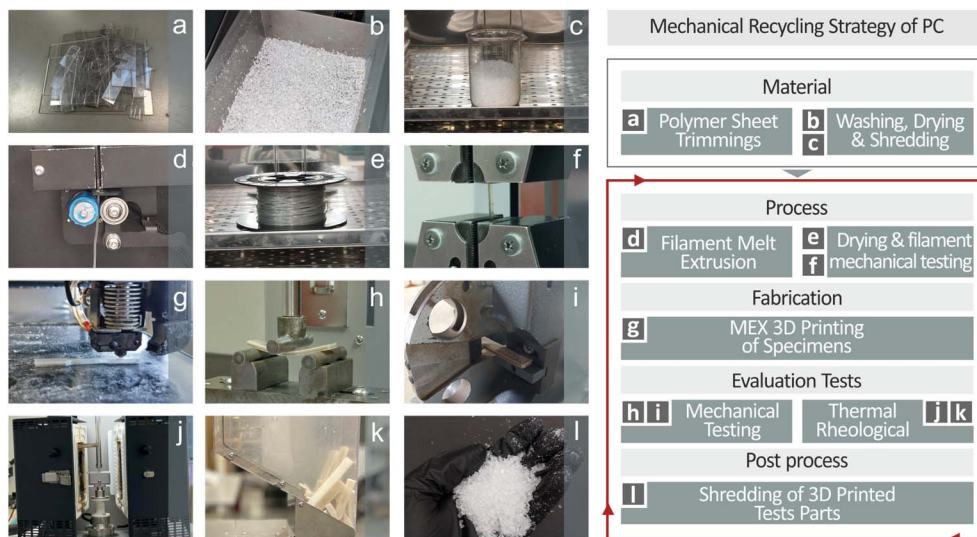 a
b
c
d
e
f
g
h
i
j
k
l
Mechanical Recycling Strategy of PC
Material
a
Polymer Sheet
Trimmings
b
c
Washing, Drying
& Shredding
Process
d
Filament Melt
Extrusion
e
f
Drying & filament
mechanical testing
Fabrication
g
MEX 3D Printing
of Specimens
Evaluation Tests
h i
Mechanical
Testing
Thermal
Rheological
j k
Post process
l
Shredding of 3D Printed
Tests Parts